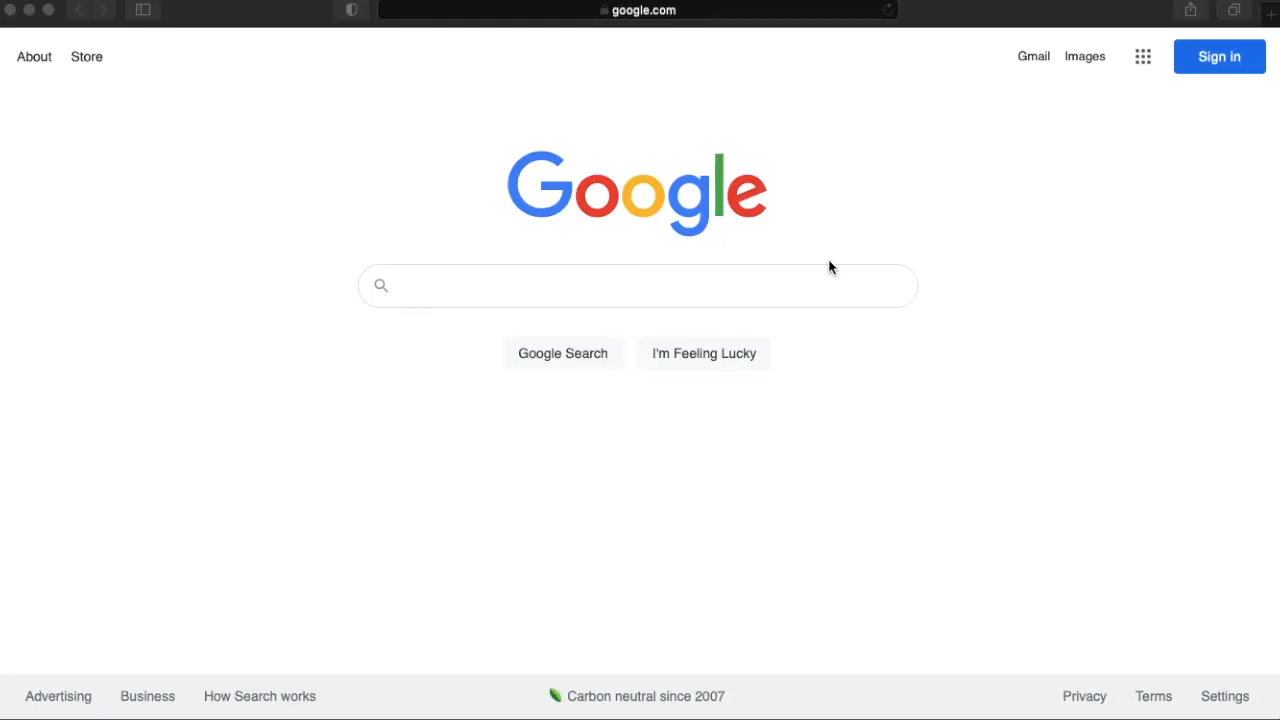 google.com
About Store Gmail Images Sign in
Google
Google Search I'm Feeling Lucky
Advertising Business How Search works Carbon neutral since 2007 Privacy Terms Settings